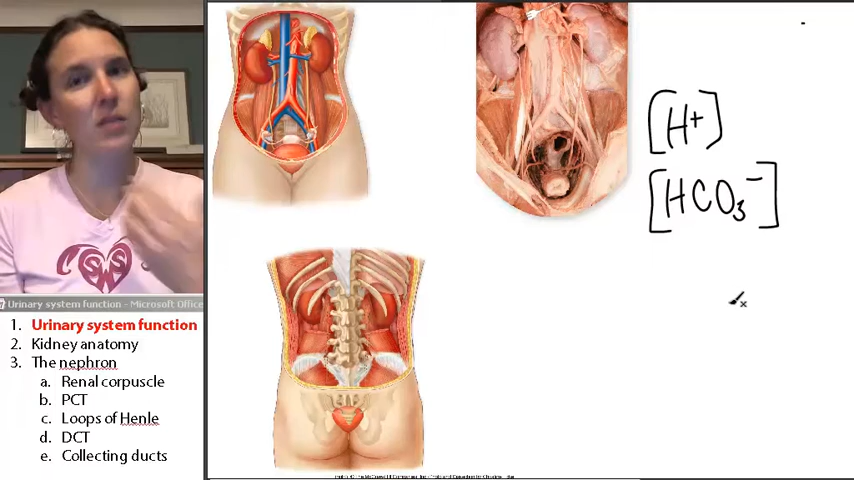 [H+]
[HCO₃⁻]
CSWS
Urinary system function - Microsoft Office
1. Urinary system function
2. Kidney anatomy
3. The nephron
a. Renal corpuscle
b. PCT
c. Loops of Henle
d. DCT
e. Collecting ducts